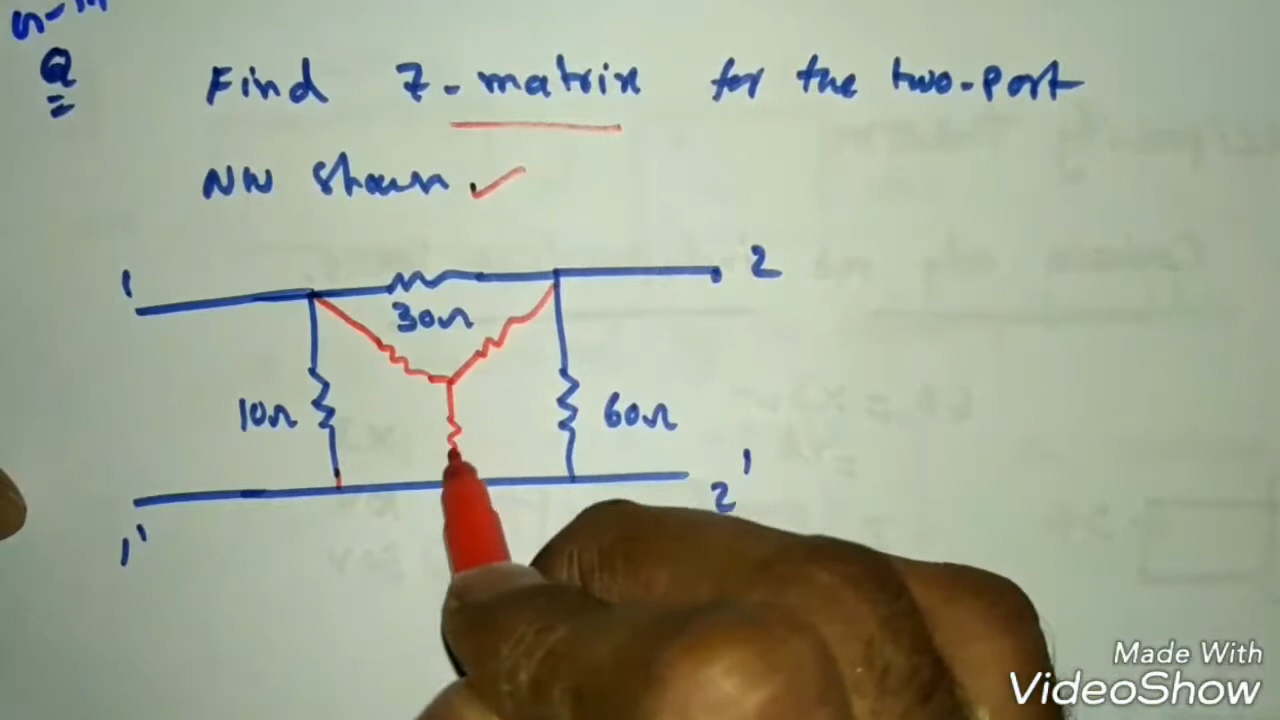 Q
Find Z-matrix for the two-port
NW shown
1
2
30Ω
10Ω
60Ω
1'
2'
Made With
VideoShow